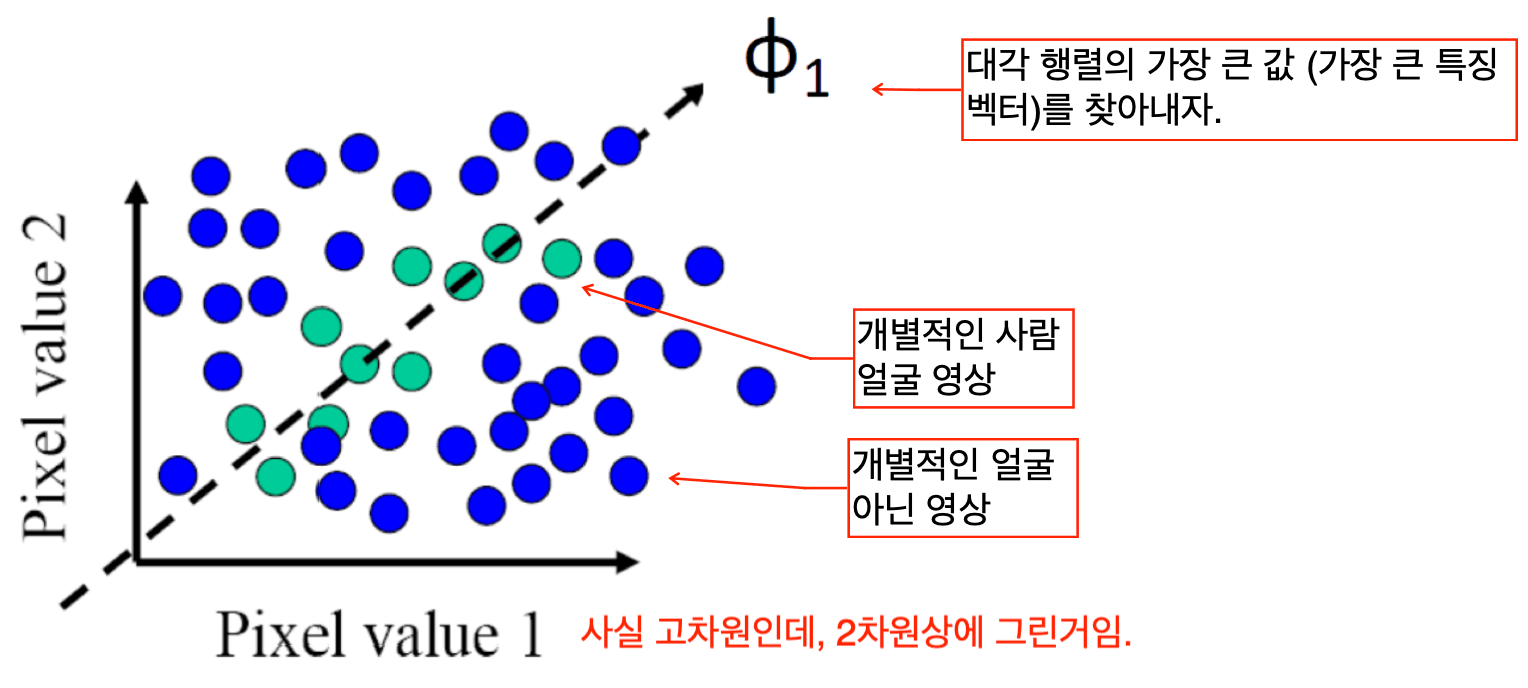 ϕ1
대각 행렬의 가장 큰 값 (가장 큰 특징
벡터)를 찾아내자.
Pixel value 2
개별적인 사람
얼굴 영상
개별적인 얼굴
아닌 영상
Pixel value 1
사실 고차원인데, 2차원상에 그린거임.